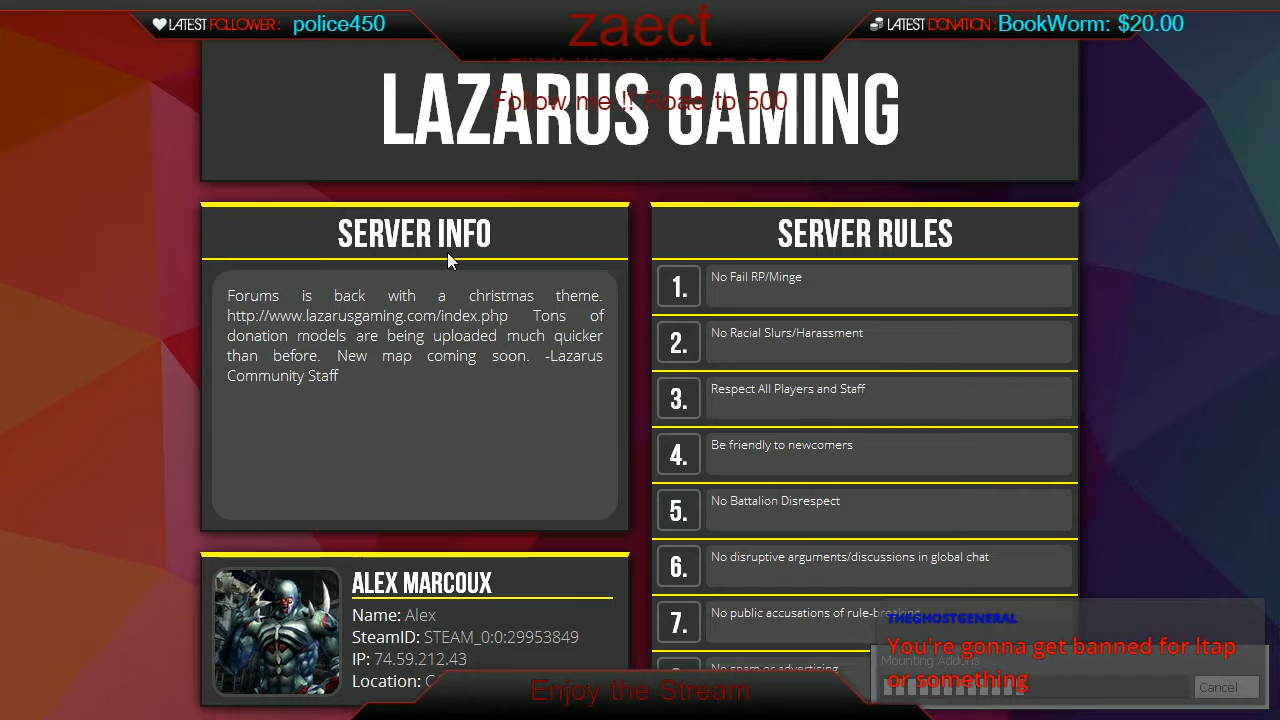 LATEST FOLLOWER :
police450
zaect
LATEST DONATION :
BookWorm: $20.00
Follow me !! Road to 500
LAZARUS GAMING
SERVER INFO
Forums is back with a christmas theme.
http://www.lazarusgaming.com/index.php Tons of
donation models are being uploaded much quicker
than before. New map coming soon. -Lazarus
Community Staff
ALEX MARCOUX
Name: Alex
SteamID: STEAM_0:0:29953849
IP: 74.59.212.43
Location:
SERVER RULES
1. No Fail RP/Minge
2. No Racial Slurs/Harassment
3. Respect All Players and Staff
4. Be friendly to newcomers
5. No Battalion Disrespect
6. No disruptive arguments/discussions in global chat
7. No public accusations of rule-breaking
No spam or advertising
THEGHOSTGENERAL
You're gonna get banned for ltap
or something
Mounting Addons
Cancel
Enjoy the Stream